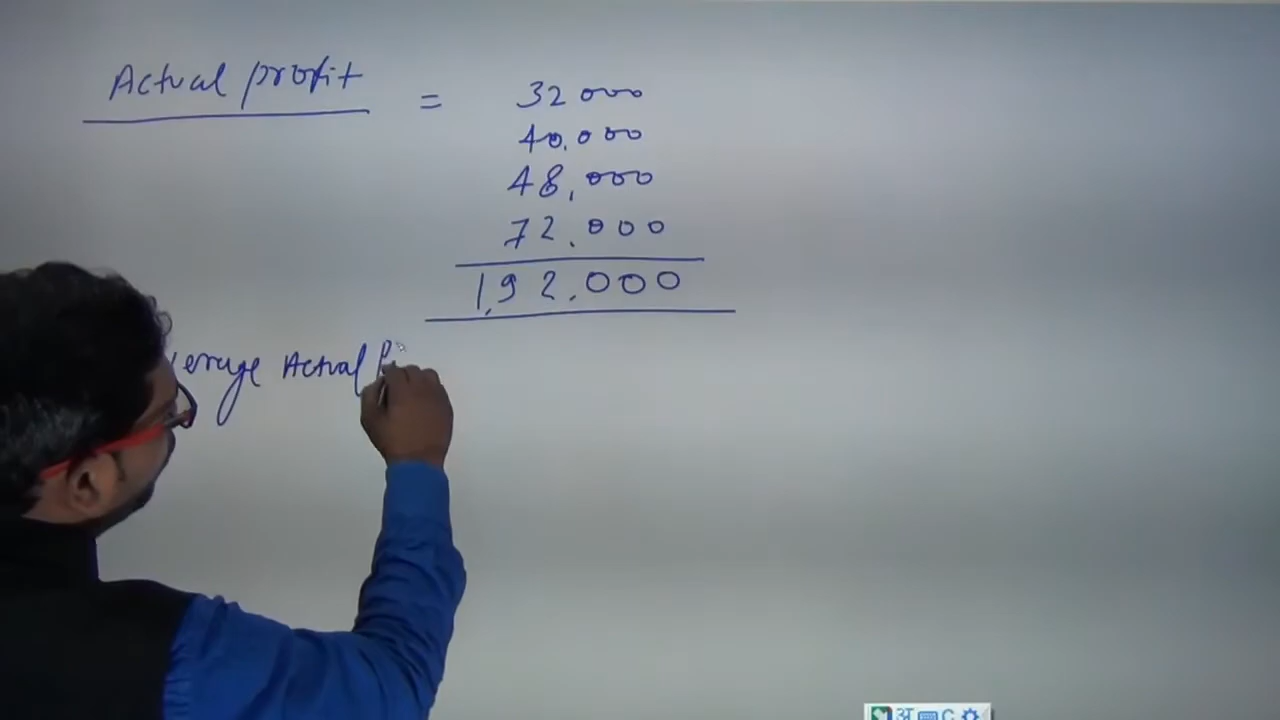 Actual profit = 32000
40,000
48,000
72,000
1,92,000
verage Actual